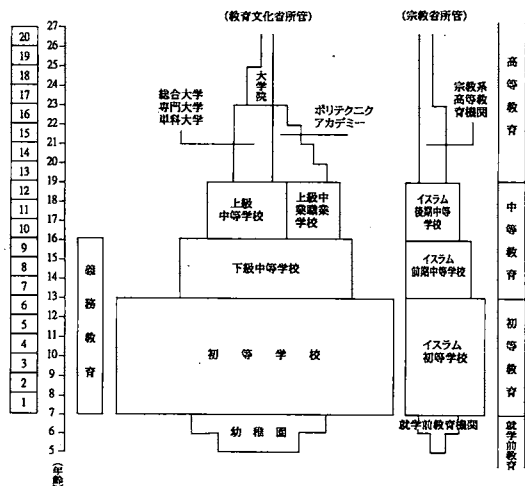 (教育文化省所管)
(宗教省所管)
20
19
18
17
16
15
14
13
12
11
10
9
8
7
6
5
4
3
2
1
27
26
25
24
23
22
21
20
19
18
17
16
15
14
13
12
11
10
9
8
7
6
5
(年齢)
義務教育
大学院
総合大学
専門大学
単科大学
ポリテクニク
アカデミー
上級
中等学校
上級中
業職業
学校
下級中等学校
初等学校
幼稚園
宗教系
高等教
育機関
イスラム
後期中等
学校
イスラム
前期中等学校
イスラム
初等学校
就学前教育機関
高等教育
中等教育
初等教育
就学前教育